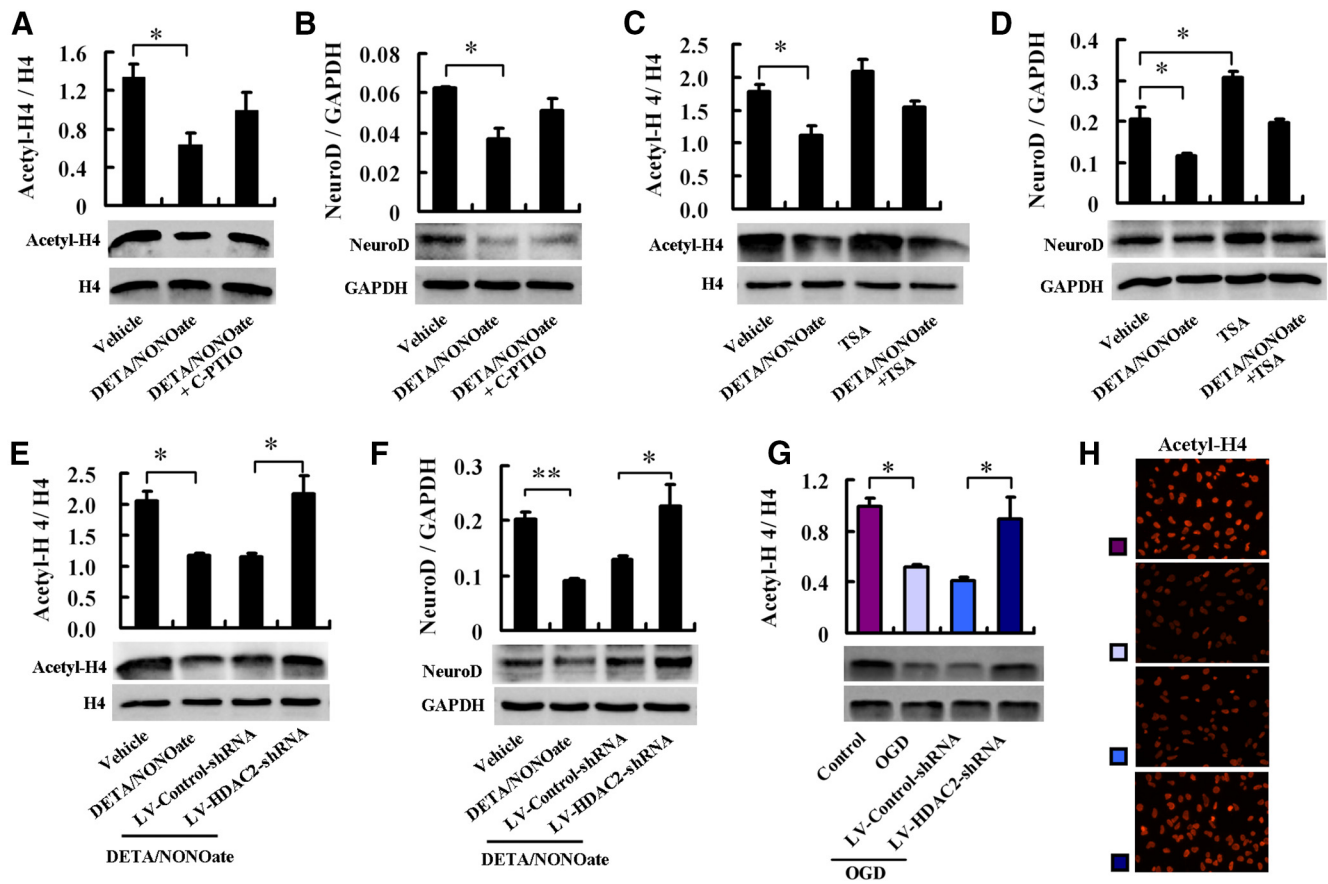 A
Acetyl-H4 / H4
1.6
1.2
0.8
0.4
0
*
Acetyl-H4
H4
Vehicle
DETA/NONOate
DETA/NONOate
+ C-PTIO
B
NeuroD / GAPDH
0.08
0.06
0.04
0.02
0
*
NeuroD
GAPDH
Vehicle
DETA/NONOate
DETA/NONOate
+ C-PTIO
C
Acetyl-H 4/ H4
2.5
2.0
1.5
1.0
0.5
0.0
*
Acetyl-H4
H4
Vehicle
DETA/NONOate
TSA
DETA/NONOate
+TSA
D
NeuroD / GAPDH
0.4
0.3
0.2
0.1
0
*
*
NeuroD
GAPDH
Vehicle
DETA/NONOate
TSA
DETA/NONOate
+TSA
E
Acetyl-H 4/ H4
2.5
2.0
1.5
1.0
0.5
0.0
*
*
Acetyl-H4
H4
Vehicle
DETA/NONOate
LV-Control-shRNA
LV-HDAC2-shRNA
DETA/NONOate
F
NeuroD / GAPDH
0.3
0.2
0.1
0
**
*
NeuroD
GAPDH
Vehicle
DETA/NONOate
LV-Control-shRNA
LV-HDAC2-shRNA
DETA/NONOate
G
Acetyl-H 4/ H4
1.2
0.8
0.4
0
*
*
Control
OGD
LV-Control-shRNA
LV-HDAC2-shRNA
OGD
H
Acetyl-H4